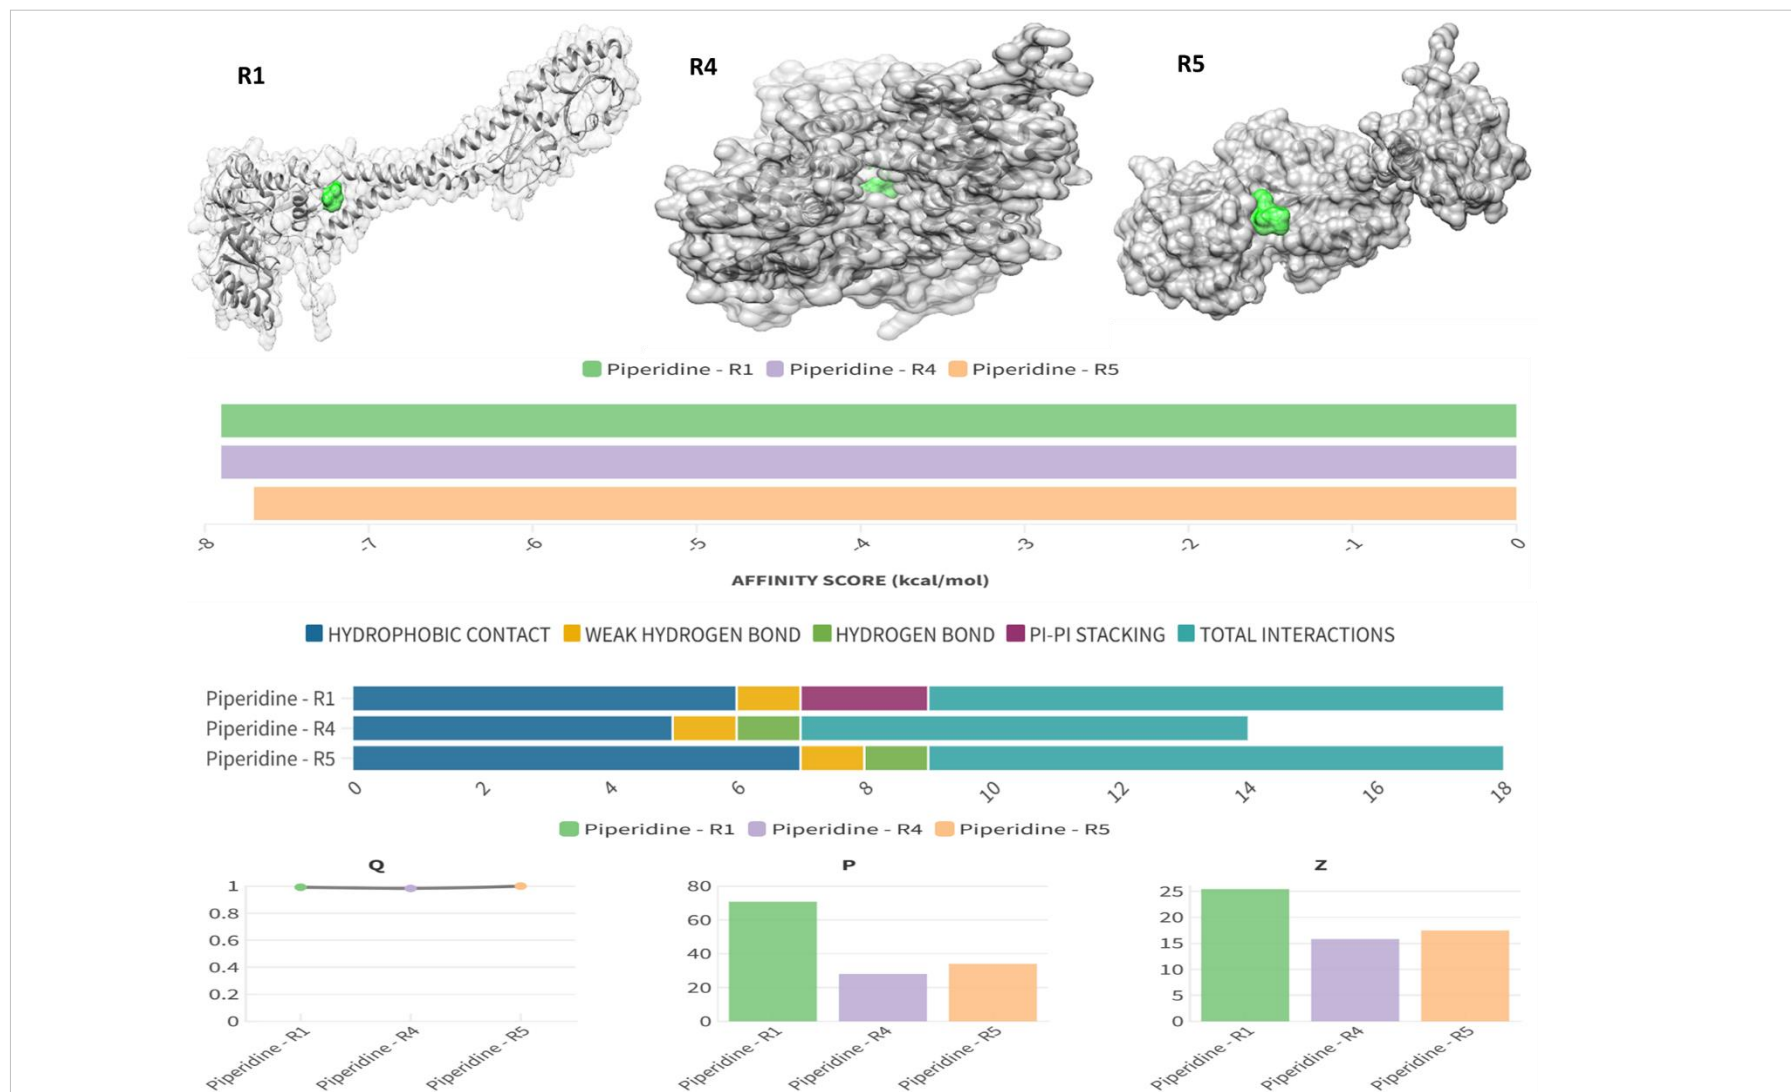 R1
R4
R5
Piperidine - R1 Piperidine - R4 Piperidine - R5
-8 -7 -6 -5 -4 -3 -2 -1 0
AFFINITY SCORE (kcal/mol)
HYDROPHOBIC CONTACT WEAK HYDROGEN BOND HYDROGEN BOND PI-PI STACKING TOTAL INTERACTIONS
Piperidine - R1
Piperidine - R4
Piperidine - R5
0 2 4 6 8 10 12 14 16 18
Piperidine - R1 Piperidine - R4 Piperidine - R5
Q
1
0.8
0.6
0.4
0.2
0
Piperidine - R1 Piperidine - R4 Piperidine - R5
P
80
60
40
20
0
Piperidine - R1 Piperidine - R4 Piperidine - R5
Z
25
20
15
10
5
0
Piperidine - R1 Piperidine - R4 Piperidine - R5